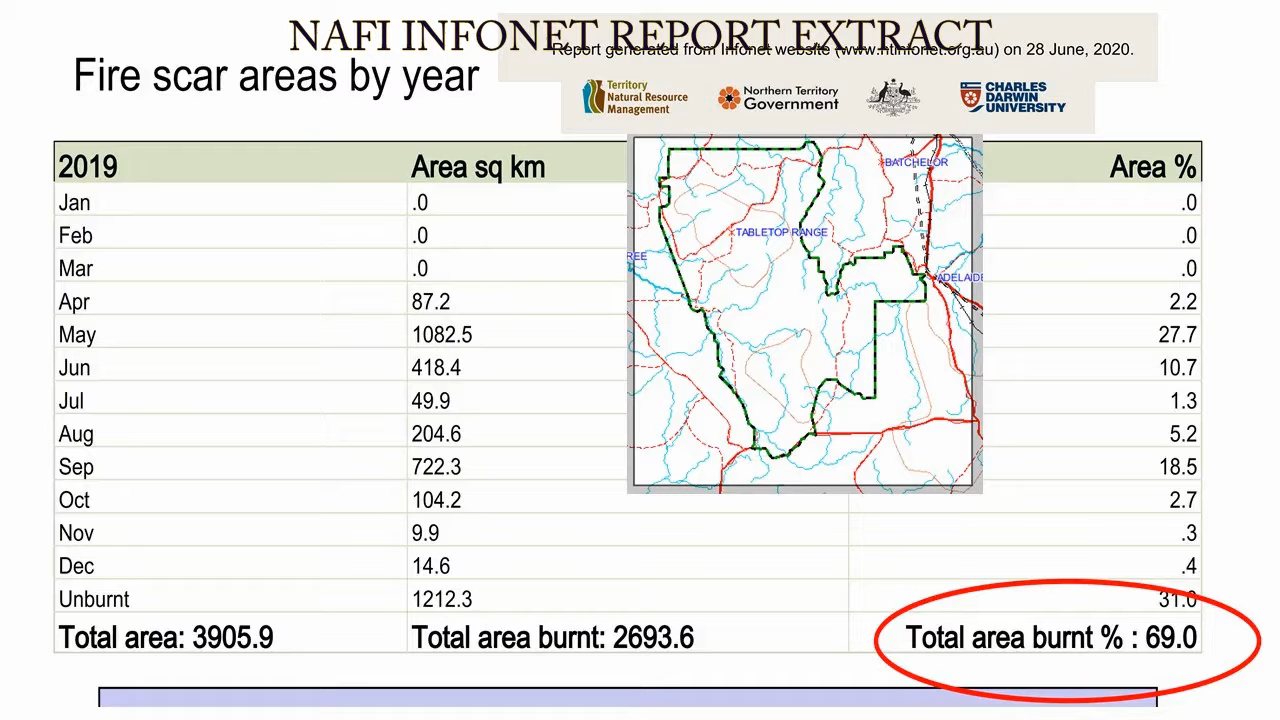 NAFI INFONET REPORT EXTRACT
Report generated from Infonet website (www.ntinfonet.org.au) on 28 June, 2020.
Fire scar areas by year
Territory
Natural Resource
Management
Northern Territory
Government
CHARLES
DARWIN
UNIVERSITY
2019 Area sq km Area %
Jan .0 .0
Feb .0 .0
Mar .0 .0
Apr 87.2 2.2
May 1082.5 27.7
Jun 418.4 10.7
Jul 49.9 1.3
Aug 204.6 5.2
Sep 722.3 18.5
Oct 104.2 2.7
Nov 9.9 .3
Dec 14.6 .4
Unburnt 1212.3 31.0
Total area: 3905.9 Total area burnt: 2693.6 Total area burnt % : 69.0
BATCHELOR
TABLETOP RANGE
REE
ADELAIDE